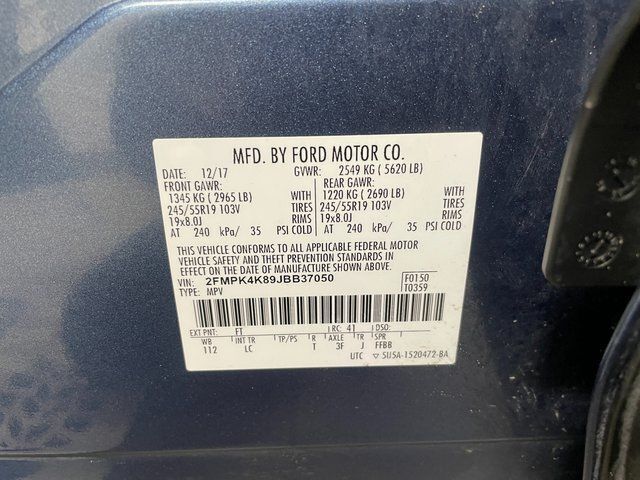 MFD. BY FORD MOTOR CO.
DATE: 12/17 GVWR: 2549 KG ( 5620 LB)
FRONT GAWR: REAR GAWR:
1345 KG ( 2965 LB) WITH 1220 KG ( 2690 LB) WITH
245/55R19 103V TIRES 245/55R19 103V TIRES
19x8.0J RIMS 19x8.0J RIMS
AT 240 kPa/ 35 PSI COLD AT 240 kPa/ 35 PSI COLD
THIS VEHICLE CONFORMS TO ALL APPLICABLE FEDERAL MOTOR
VEHICLE SAFETY AND THEFT PREVENTION STANDARDS IN
EFFECT ON THE DATE OF MANUFACTURE SHOWN ABOVE.
VIN: 2FMPK4K89JBB37050 F0150
TYPE: MPV T0359
EXT PNT: FT RC: 41 DSO:
WB INT TR TP/PS R AXLE TR SPR
112 LC T 3F J FFBB
UTC ▽ 5U5A-1520472-BA